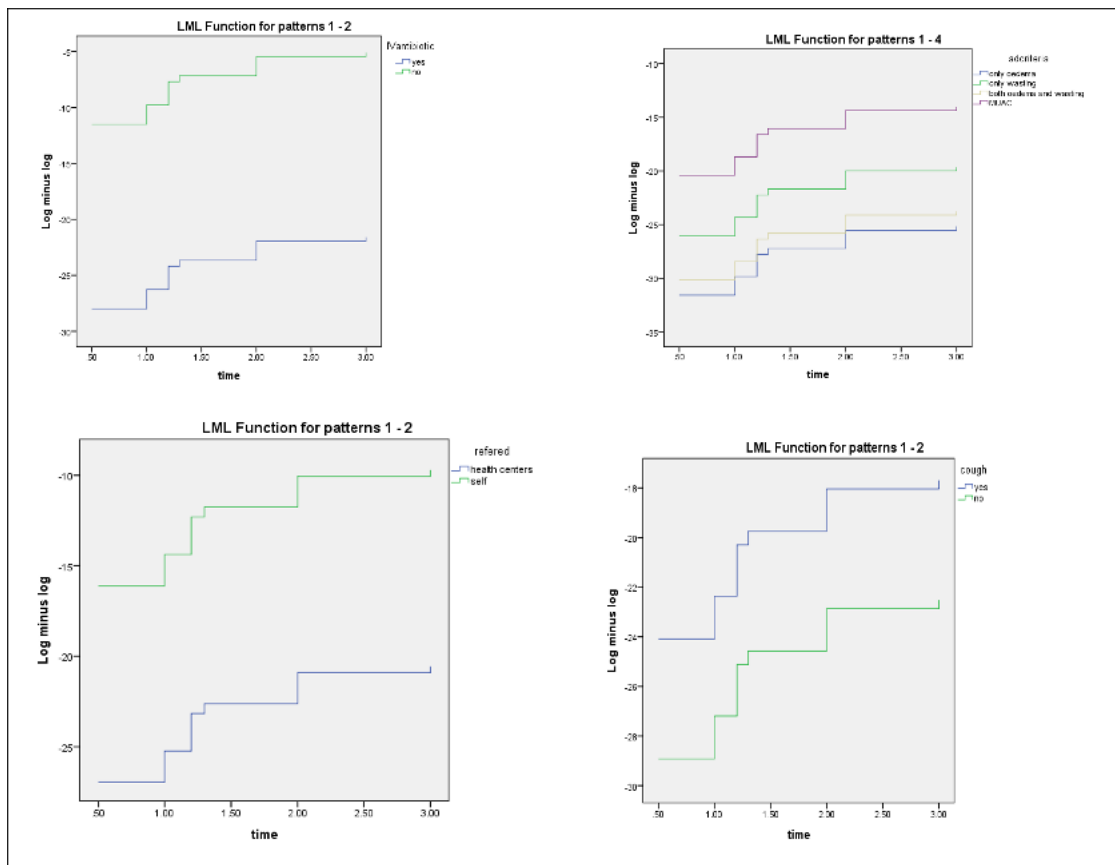 LML Function for patterns 1 - 2
IVantibiotic
yes
no
Log minus log
-5
-10
-15
-20
-25
-30
.50
1.00
1.50
2.00
2.50
3.00
time
LML Function for patterns 1 - 4
only oedema
only wasting
both oedema and wasting
MUAC
Log minus log
-10
-15
-20
-25
-30
-35
.50
1.00
1.50
2.00
2.50
3.00
time
LML Function for patterns 1 - 2
refered
health centers
self
Log minus log
-10
-15
-20
-25
.50
1.00
1.50
2.00
2.50
3.00
time
LML Function for patterns 1 - 2
cough
yes
no
Log minus log
-18
-20
-22
-24
-26
-28
-30
.50
1.00
1.50
2.00
2.50
3.00
time